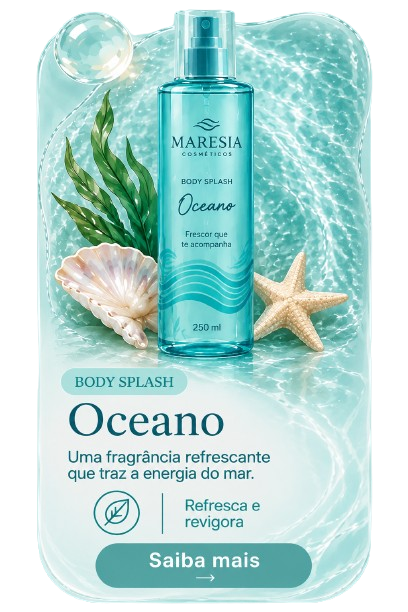 MARESIA
COSMÉTICOS
BODY SPLASH
Oceano
Frescor que
te acompanha
250 ml
BODY SPLASH
Oceano
Uma fragrância refrescante
que traz a energia do mar.
Refresca e
revigora
Saiba mais
→